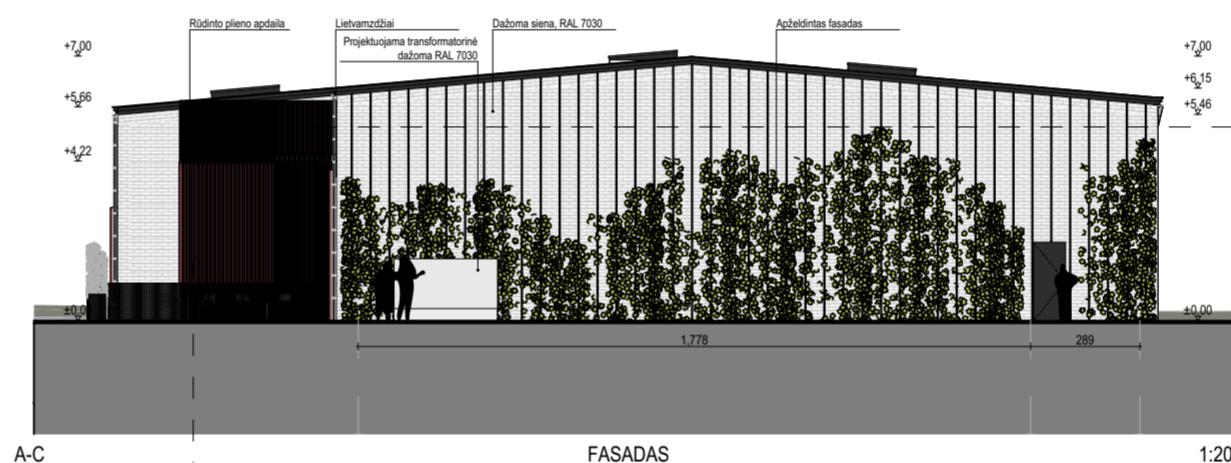 Rūdinto plieno apdaila
Lietvamzdžiai
Dažoma siena, RAL 7030
Apželdintas fasadas
Projektuojama transformatorinė
dažoma RAL 7030
+7,00
+5,66
+4,22
±0,00
+7,00
+6,15
+5,46
±0,00
1,778
289
A-C
FASADAS
1:20